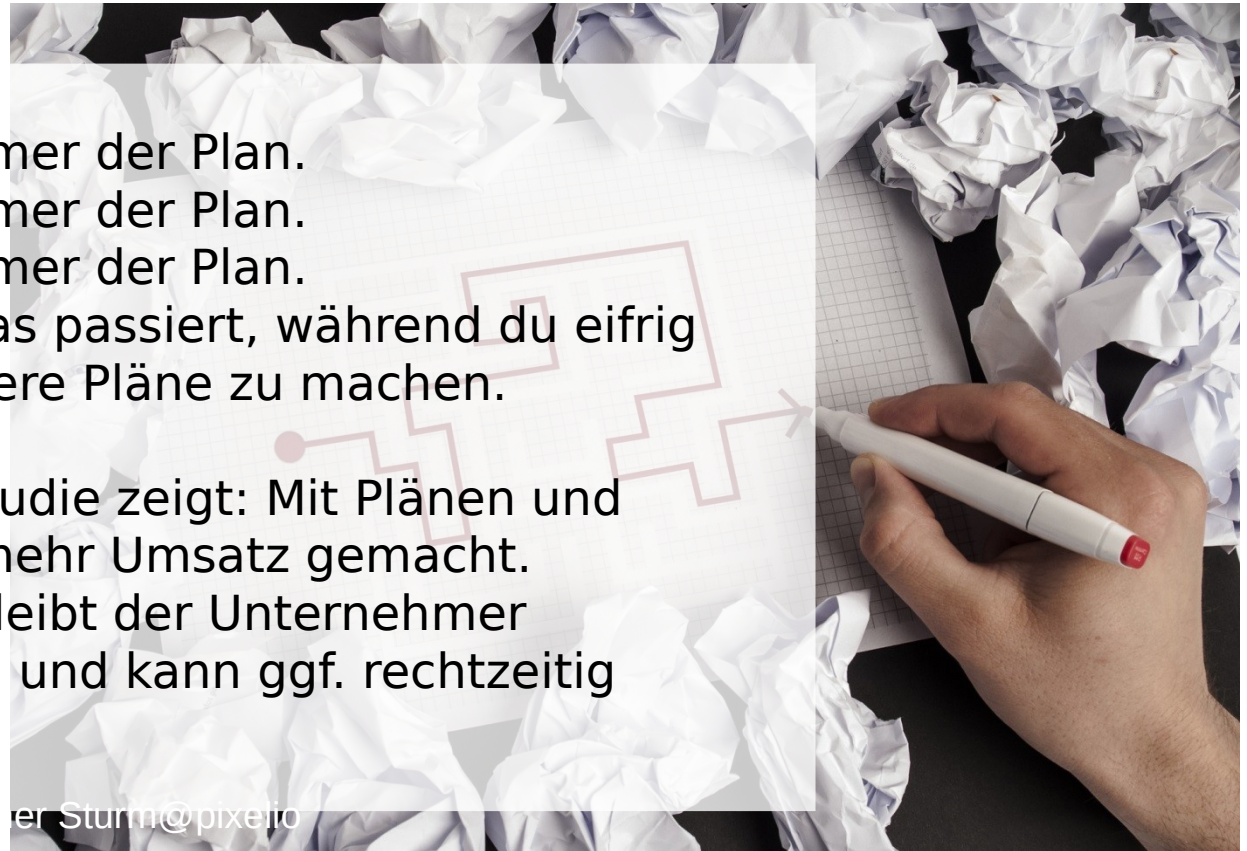 mer der Plan.
mer der Plan.
mer der Plan.
as passiert, während du eifrig
ere Pläne zu machen.
udie zeigt: Mit Plänen und
mehr Umsatz gemacht.
leibt der Unternehmer
und kann ggf. rechtzeitig
er Sturm@pixelio